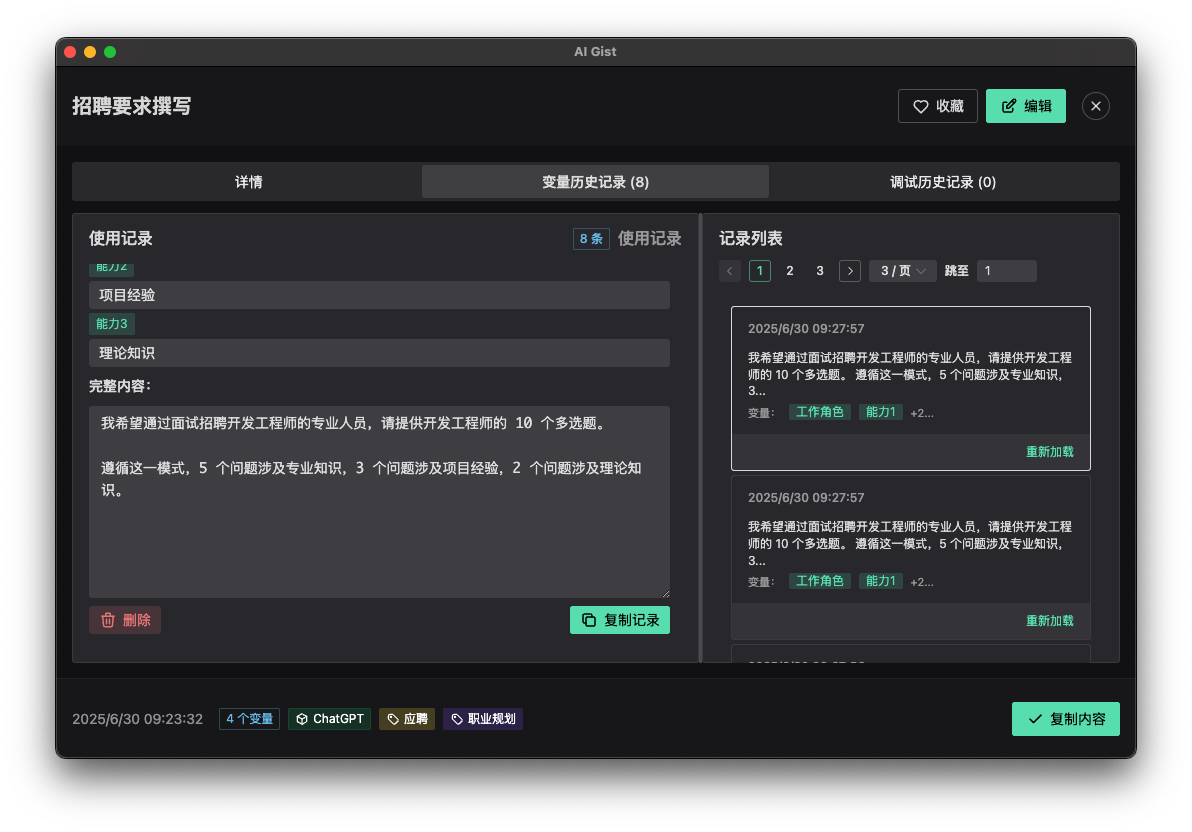 AI Gist
招聘要求撰写
收藏
编辑
详情
变量历史记录 (8)
调试历史记录 (0)
使用记录
8 条
使用记录
能力2
项目经验
能力3
理论知识
完整内容:
我希望通过面试招聘开发工程师的专业人员，请提供开发工程师的 10 个多选题。
遵循这一模式，5 个问题涉及专业知识，3 个问题涉及项目经验，2 个问题涉及理论知
识。
删除
复制记录
记录列表
1
2
3
3 / 页
跳至
1
2025/6/30 09:27:57
我希望通过面试招聘开发工程师的专业人员，请提供开发工程
师的 10 个多选题。 遵循这一模式，5 个问题涉及专业知识，
3...
变量:
工作角色
能力1
+2...
重新加载
2025/6/30 09:27:57
我希望通过面试招聘开发工程师的专业人员，请提供开发工程
师的 10 个多选题。 遵循这一模式，5 个问题涉及专业知识，
3...
变量:
工作角色
能力1
+2...
重新加载
2025/6/30 09:23:32
4 个变量
ChatGPT
应聘
职业规划
复制内容